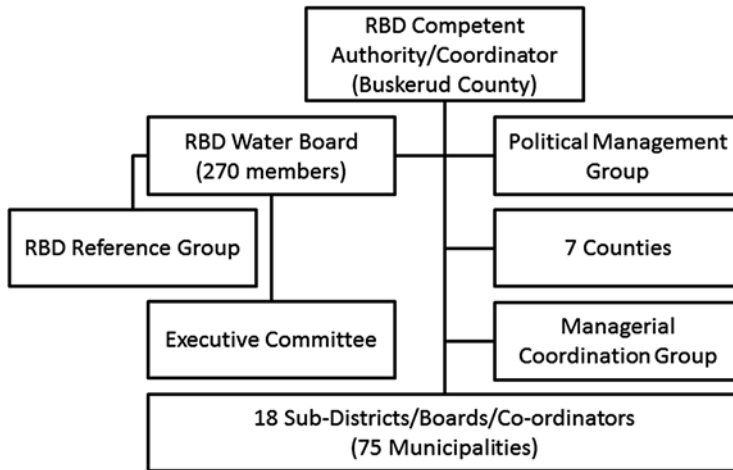 RBD Competent
Authority/Coordinator
(Buskerud County)
RBD Water Board
(270 members)
Political Management
Group
RBD Reference Group
7 Counties
Executive Committee
Managerial
Coordination Group
18 Sub-Districts/Boards/Co-ordinators
(75 Municipalities)